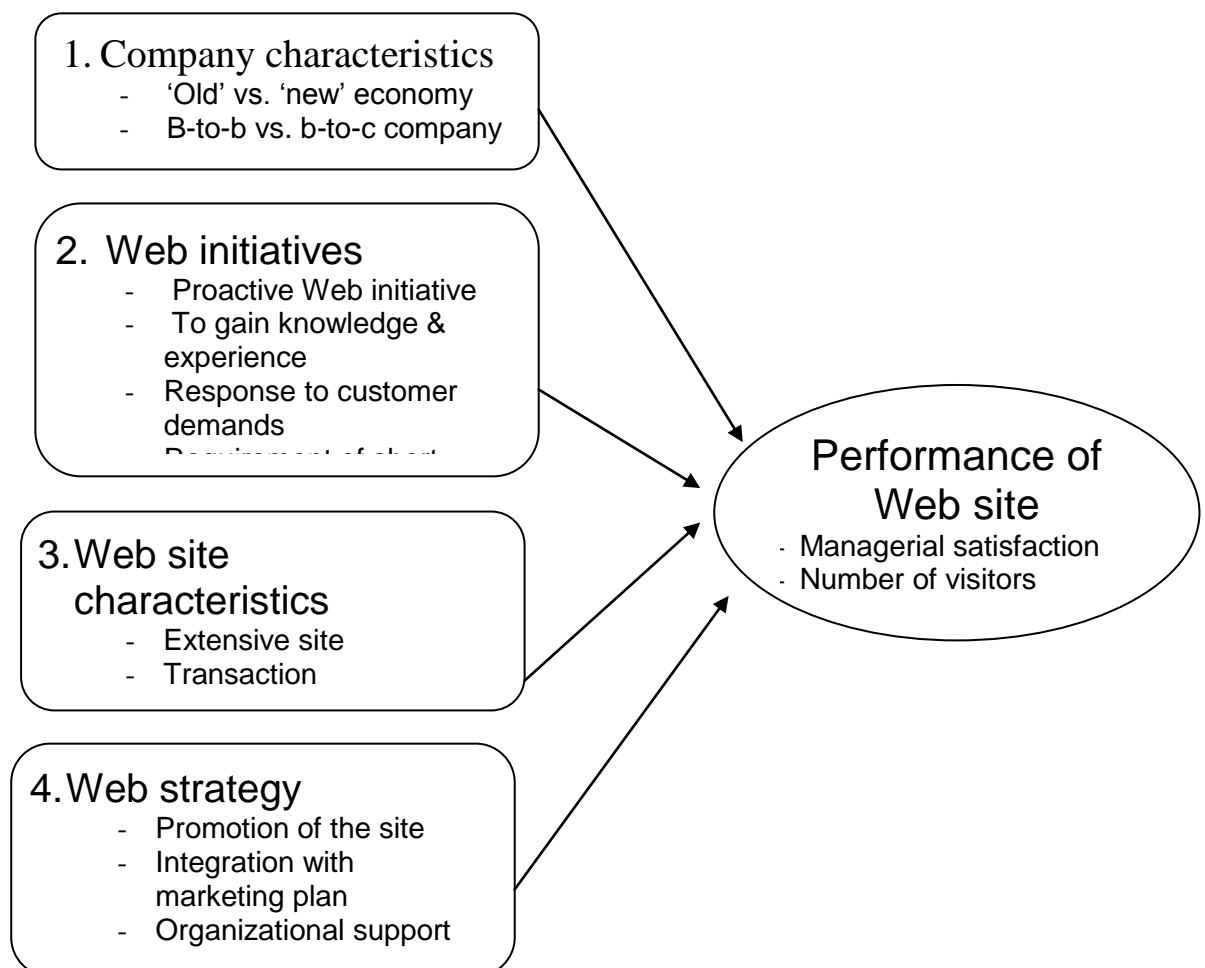 1. Company characteristics
- ‘Old’ vs. ‘new’ economy
- B-to-b vs. b-to-c company
2. Web initiatives
- Proactive Web initiative
- To gain knowledge &
experience
- Response to customer
demands
3. Web site
characteristics
- Extensive site
- Transaction
4. Web strategy
- Promotion of the site
- Integration with
marketing plan
- Organizational support
Performance of
Web site
- Managerial satisfaction
- Number of visitors